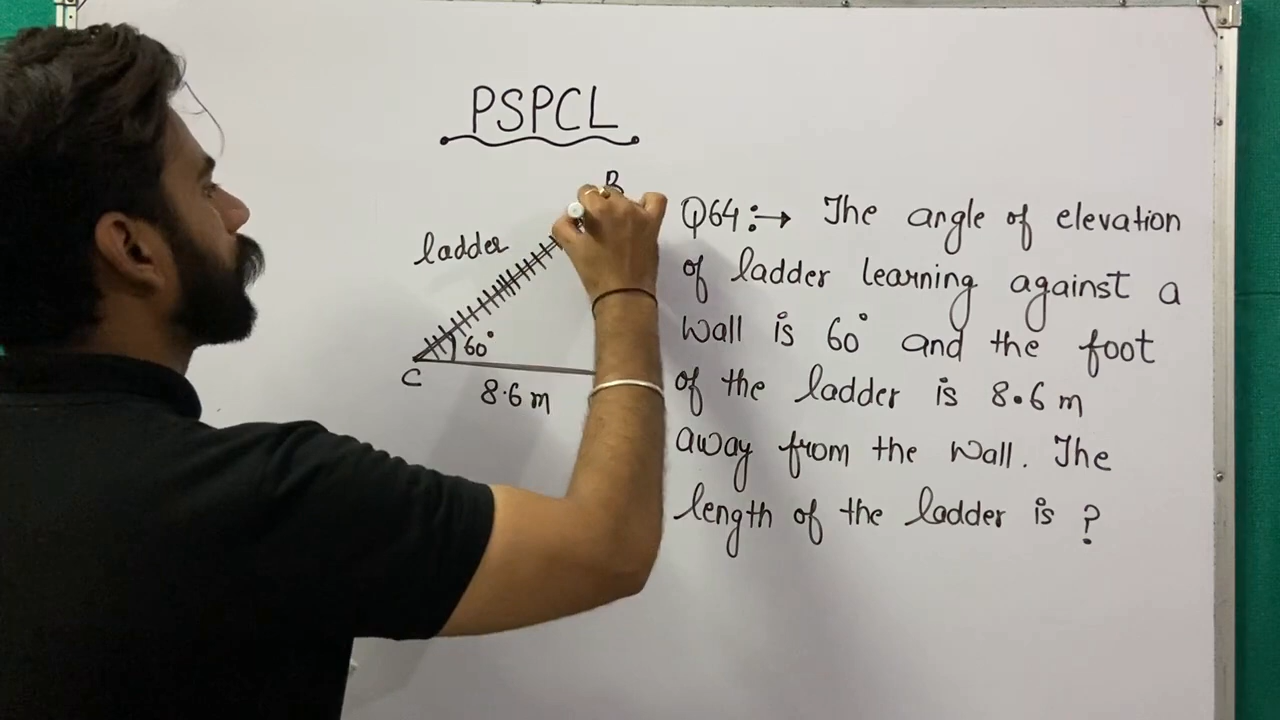 PSPCL
B
ladder
60°
C
8.6 m
Q64:→ The angle of elevation
of ladder learning against a
wall is 60° and the foot
of the ladder is 8.6 m
away from the wall. The
length of the ladder is ?